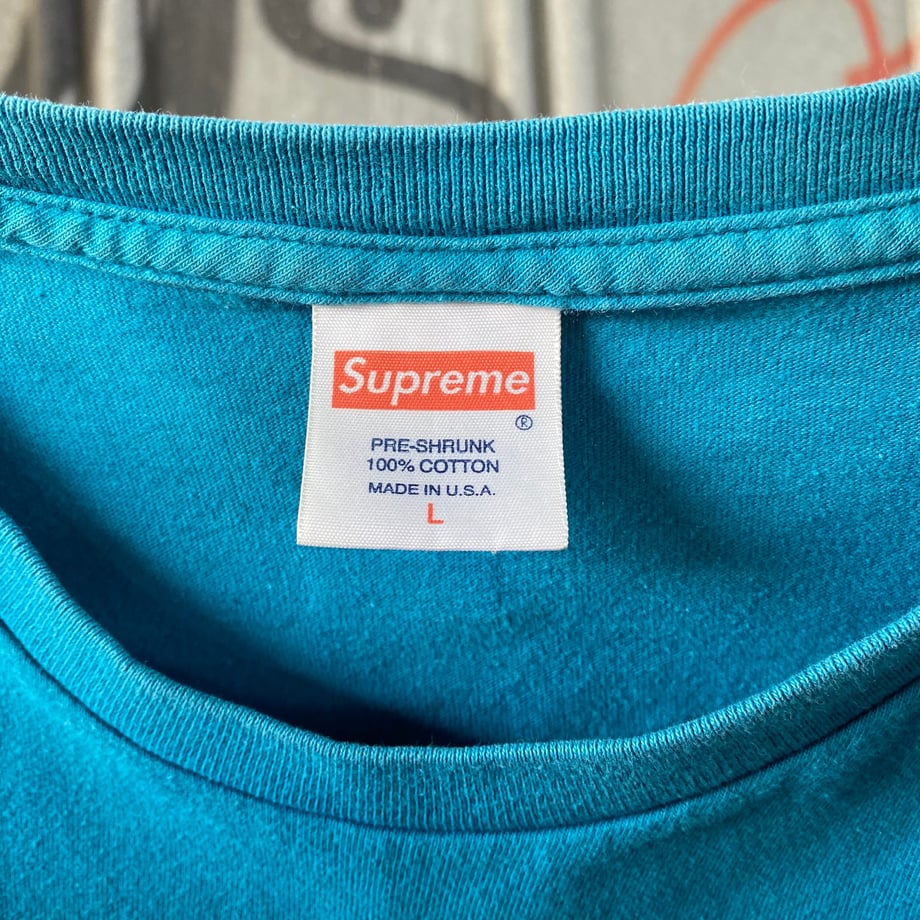 Supreme
®
PRE-SHRUNK
100% COTTON
MADE IN U.S.A.
L